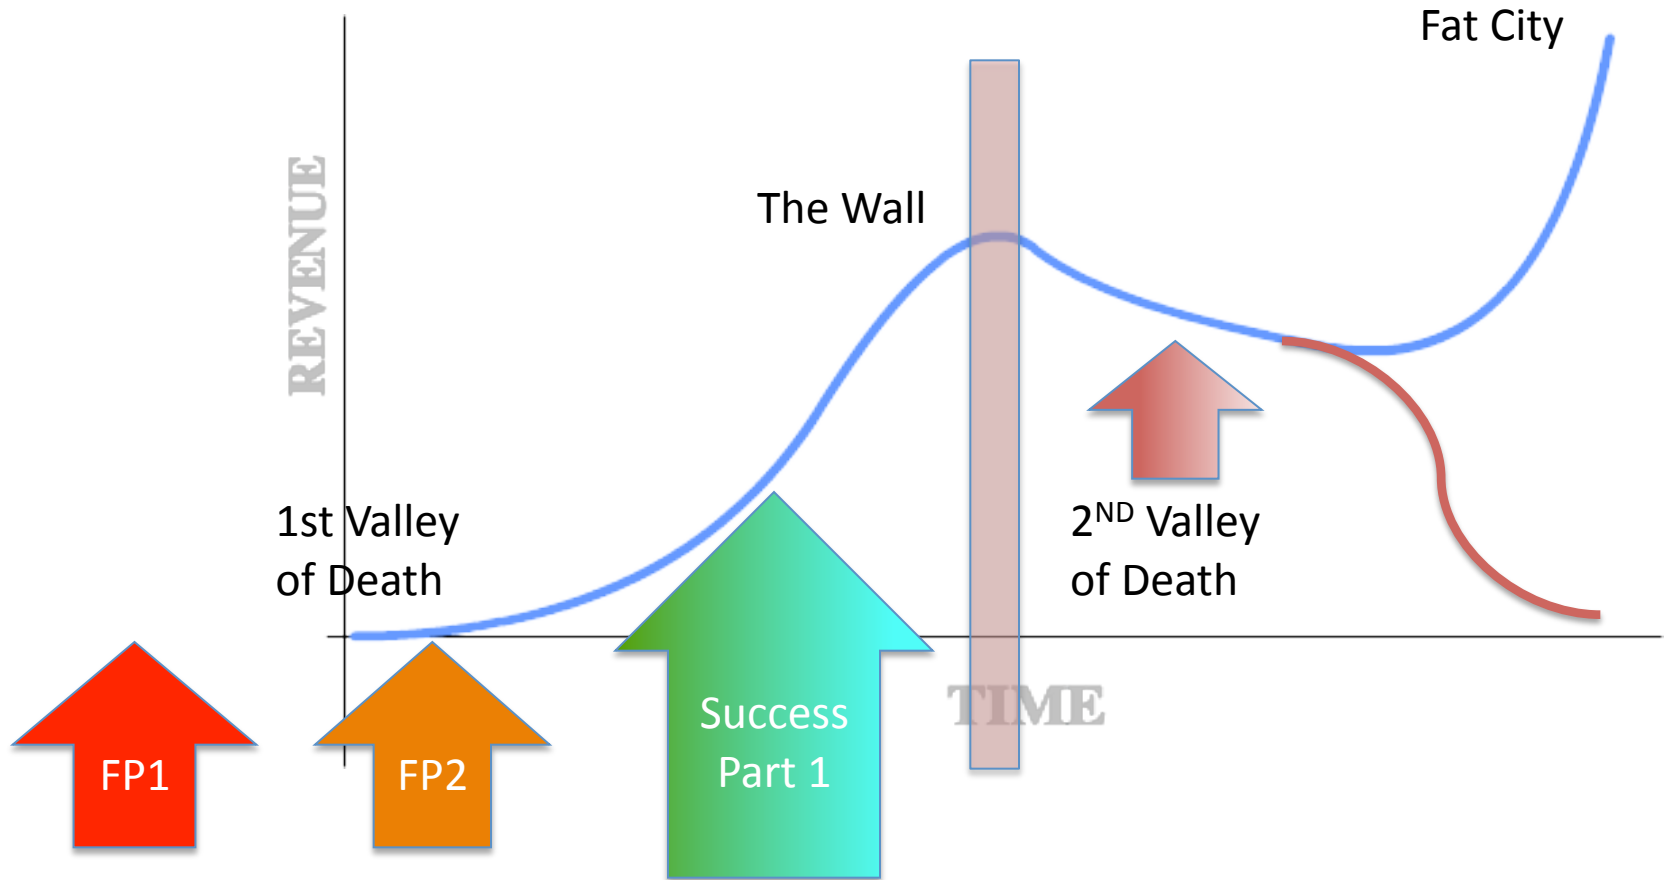 Fat City
REVENUE
The Wall
1st Valley
of Death
2ND Valley
of Death
TIME
Success
Part 1
FP1
FP2